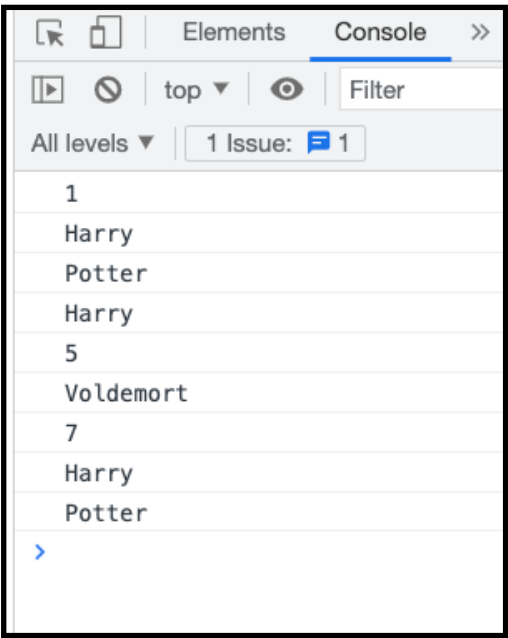 Elements Console »
top ▼ Filter
All levels ▼ 1 Issue: 1
1
Harry
Potter
Harry
5
Voldemort
7
Harry
Potter
>